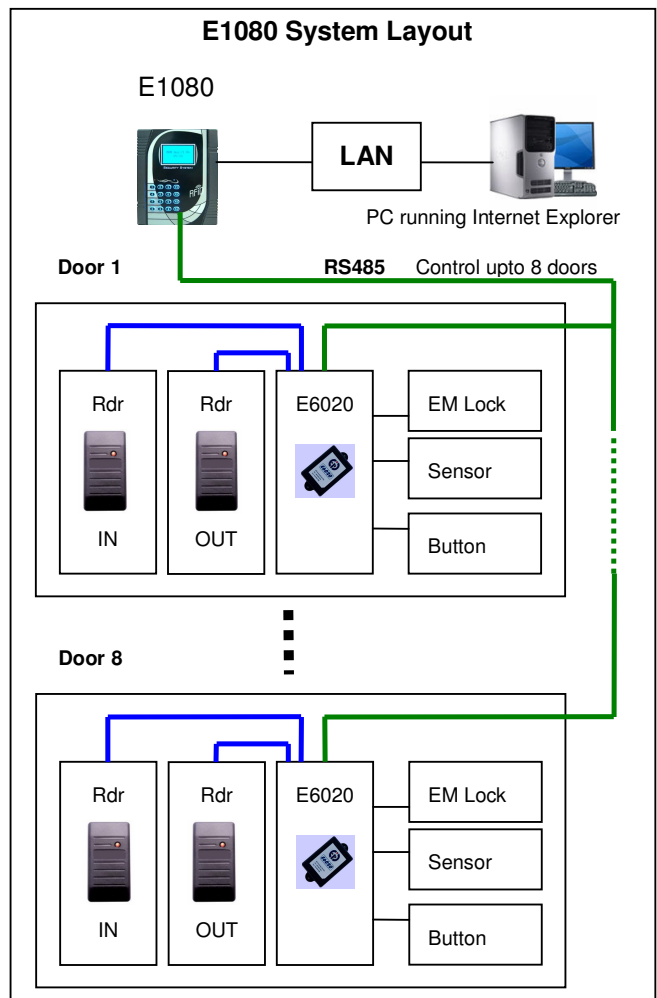 E1080 System Layout
E1080
LAN
PC running Internet Explorer
Door 1 RS485 Control upto 8 doors
Rdr Rdr E6020 EM Lock
Sensor
IN OUT Button
Door 8
Rdr Rdr E6020 EM Lock
Sensor
IN OUT Button